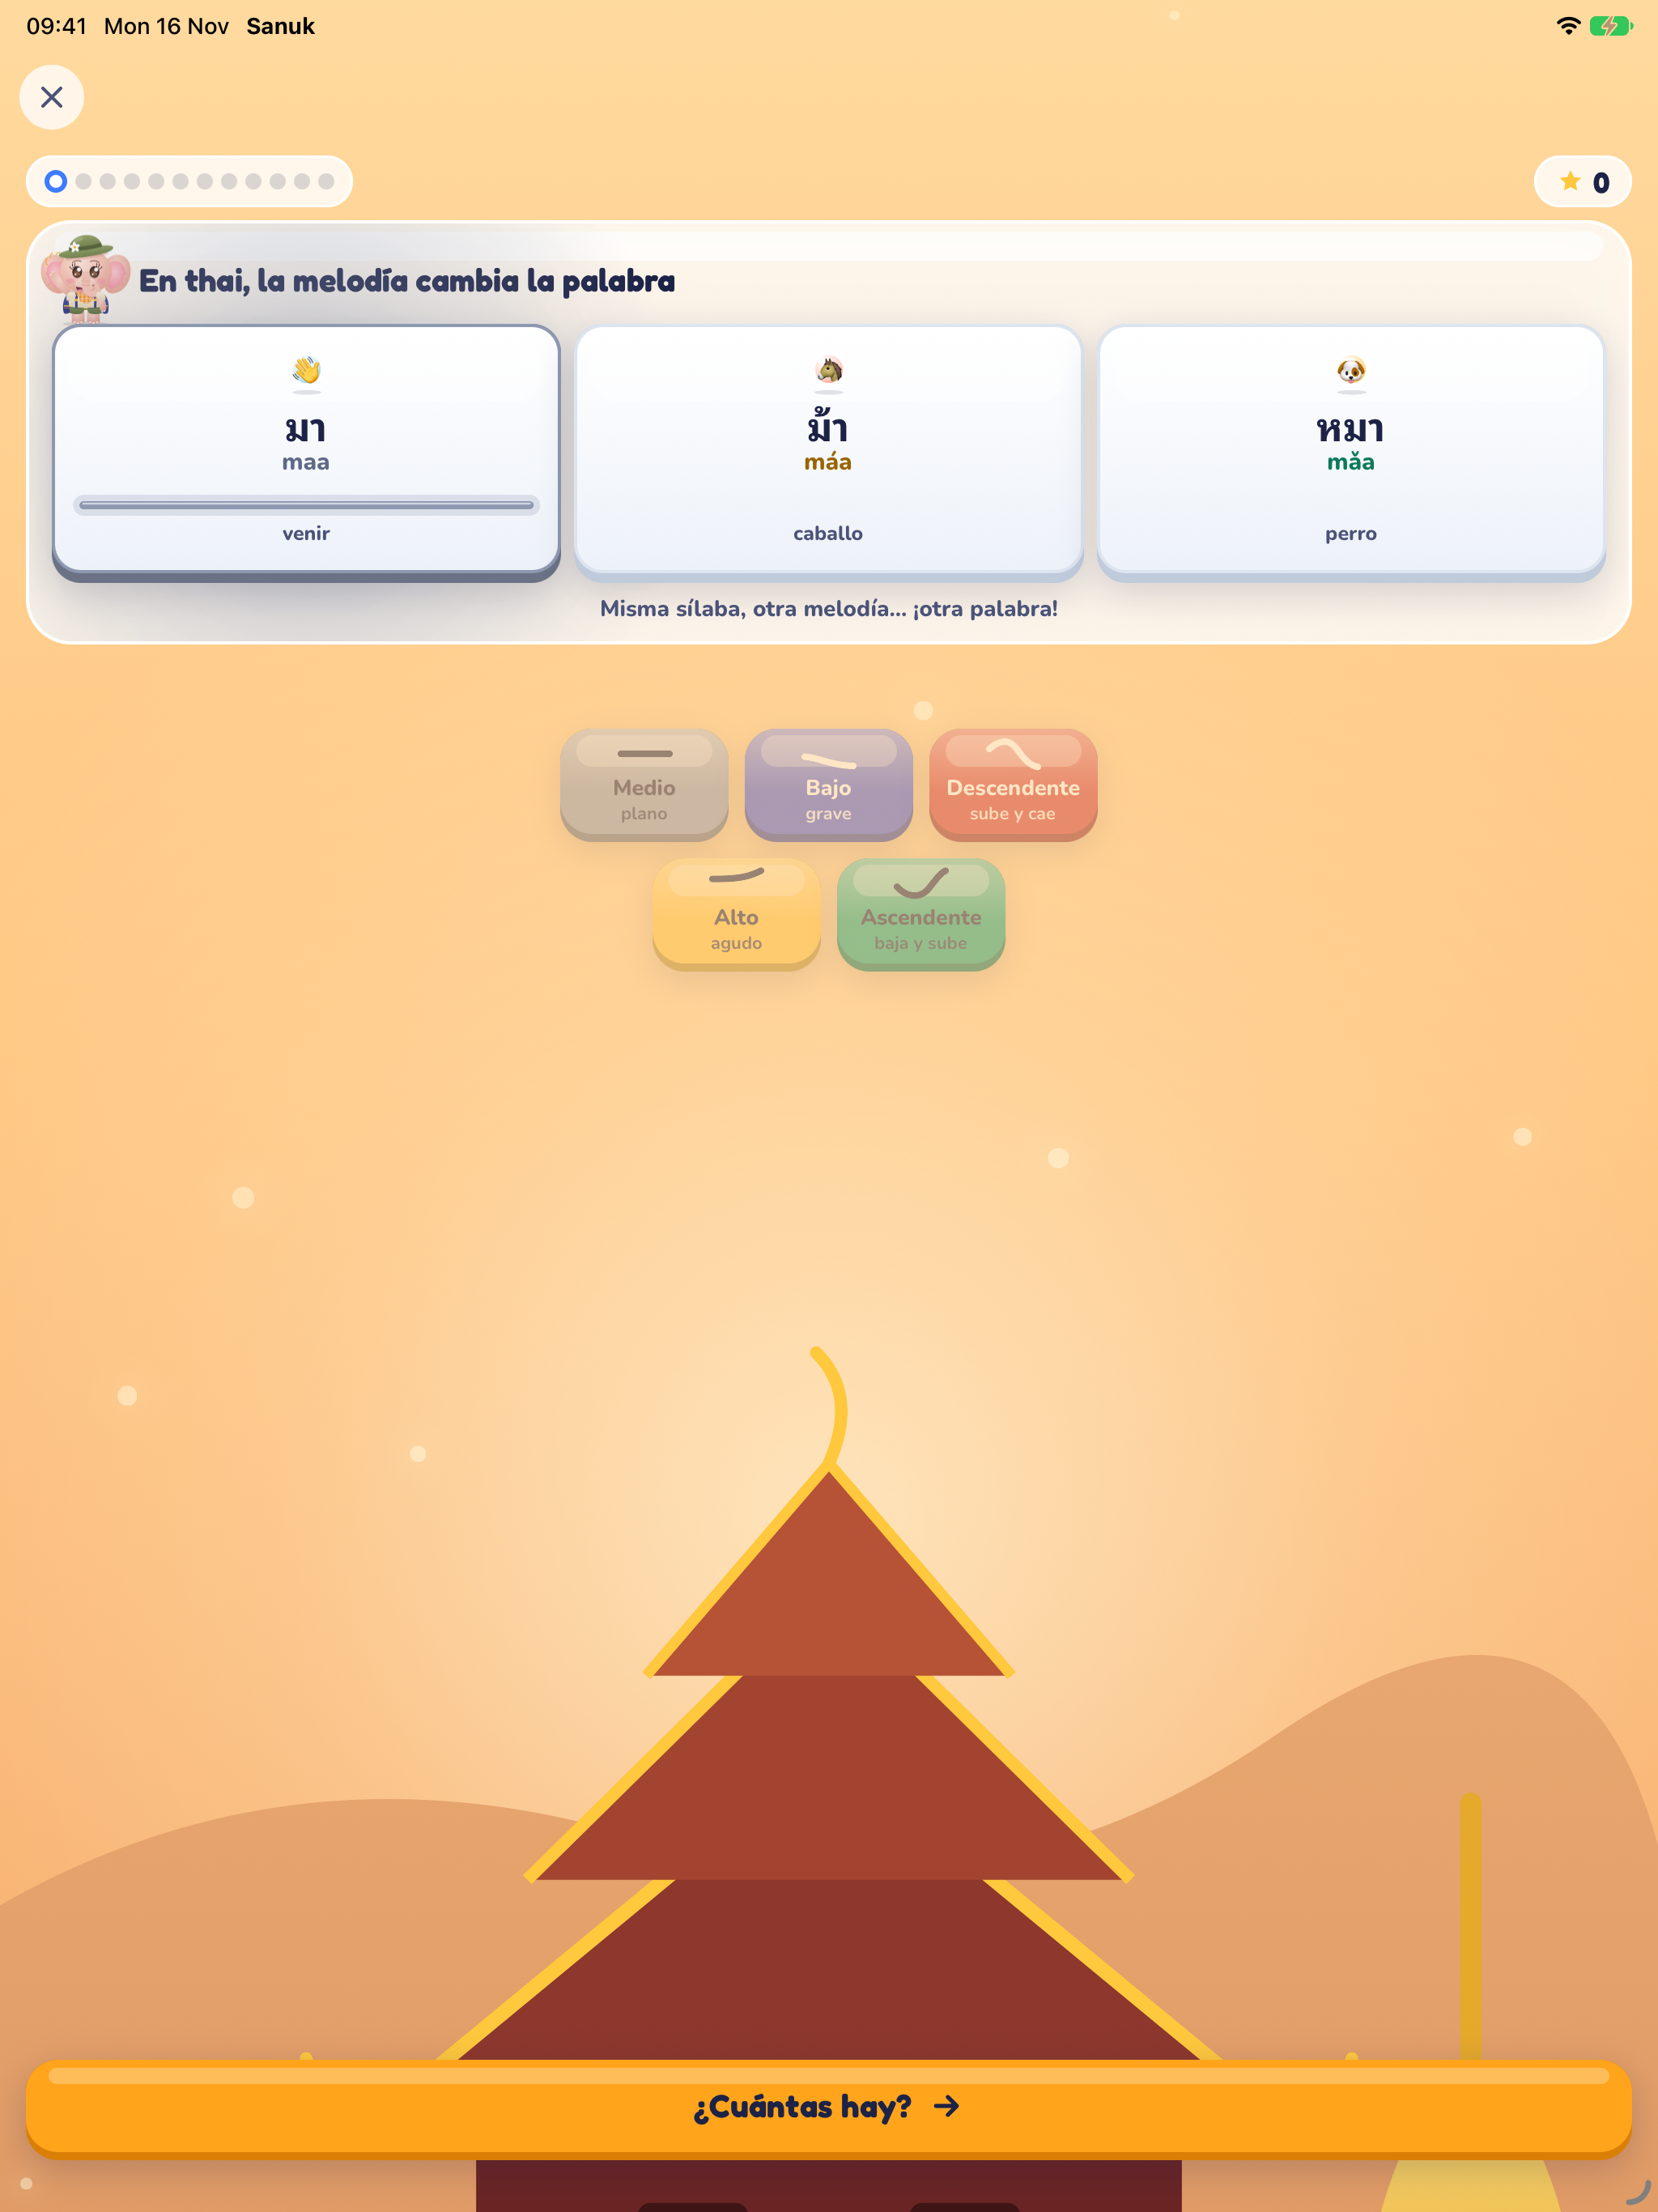 09:41 Mon 16 Nov Sanuk
0
En thai, la melodía cambia la palabra
มา
maa
venir
ม้า
máa
caballo
หมา
mǎa
perro
Misma sílaba, otra melodía... ¡otra palabra!
Medio
plano
Bajo
grave
Descendente
sube y cae
Alto
agudo
Ascendente
baja y sube
¿Cuántas hay? →